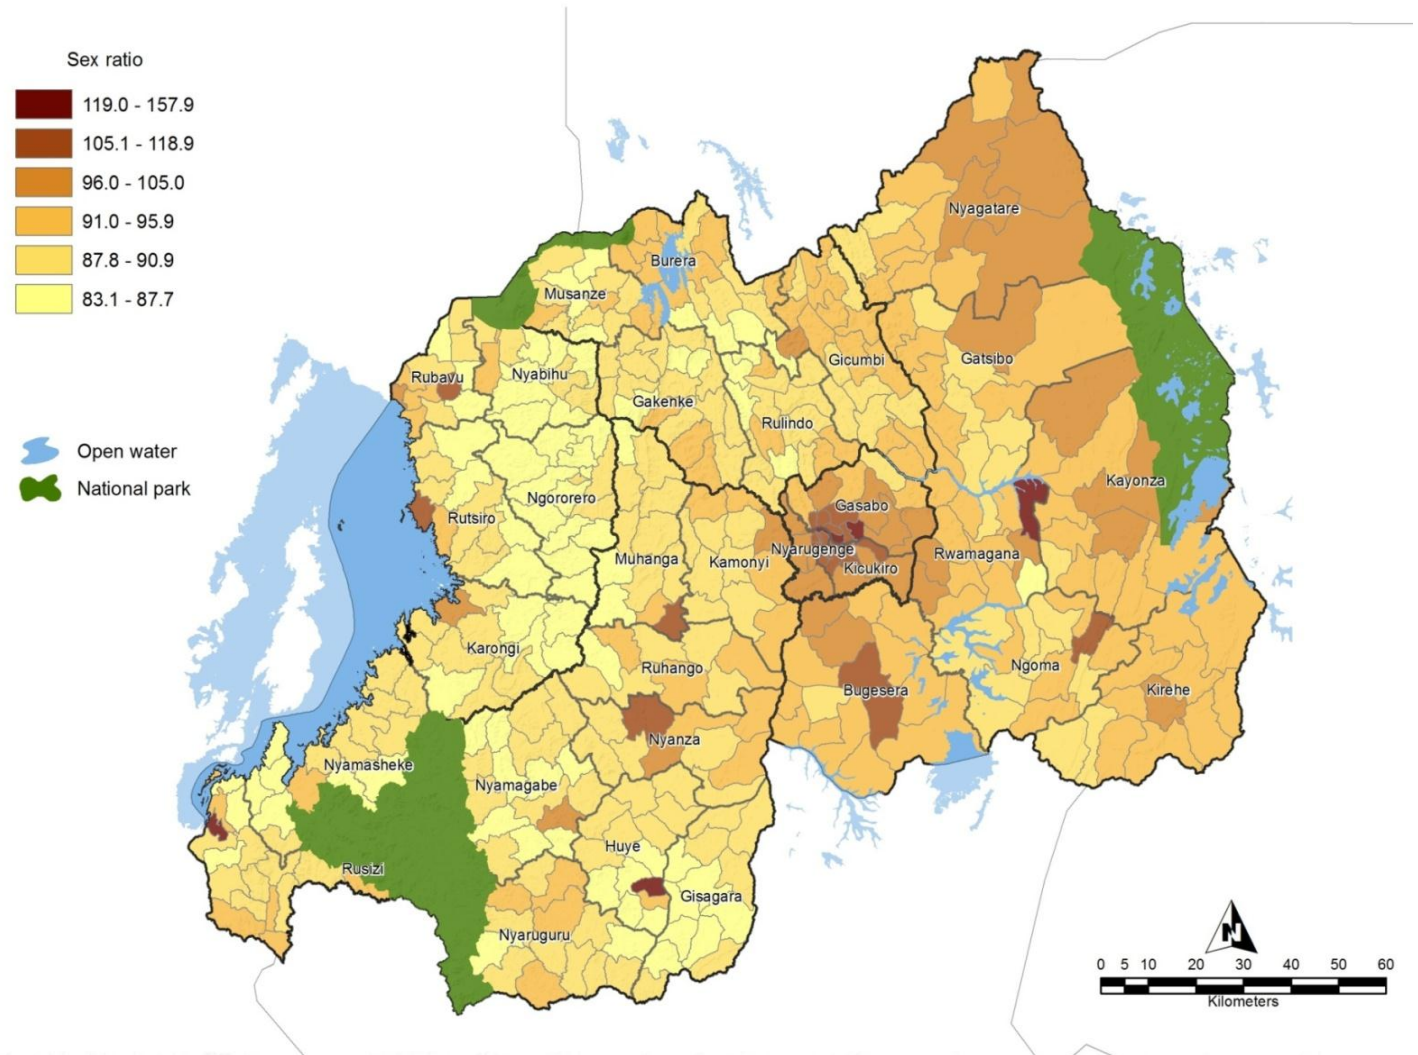 Sex ratio
119.0 - 157.9
105.1 - 118.9
96.0 - 105.0
91.0 - 95.9
87.8 - 90.9
83.1 - 87.7
Open water
National park
Nyagatare
Burera
Musanze
Gicumbi
Gatsibo
Rubavu
Nyabihu
Gakenke
Rulindo
Kayonza
Ngororero
Gasabo
Rutsiro
Nyarugenge
Rwamagana
Muhanga
Kamonyi
Kicukiro
Karongi
Ruhango
Ngoma
Bugesera
Kirehe
Nyanza
Nyamasheke
Nyamagabe
Huye
Rusizi
Gisagara
Nyaruguru
N
0 5 10 20 30 40 50 60
Kilometers